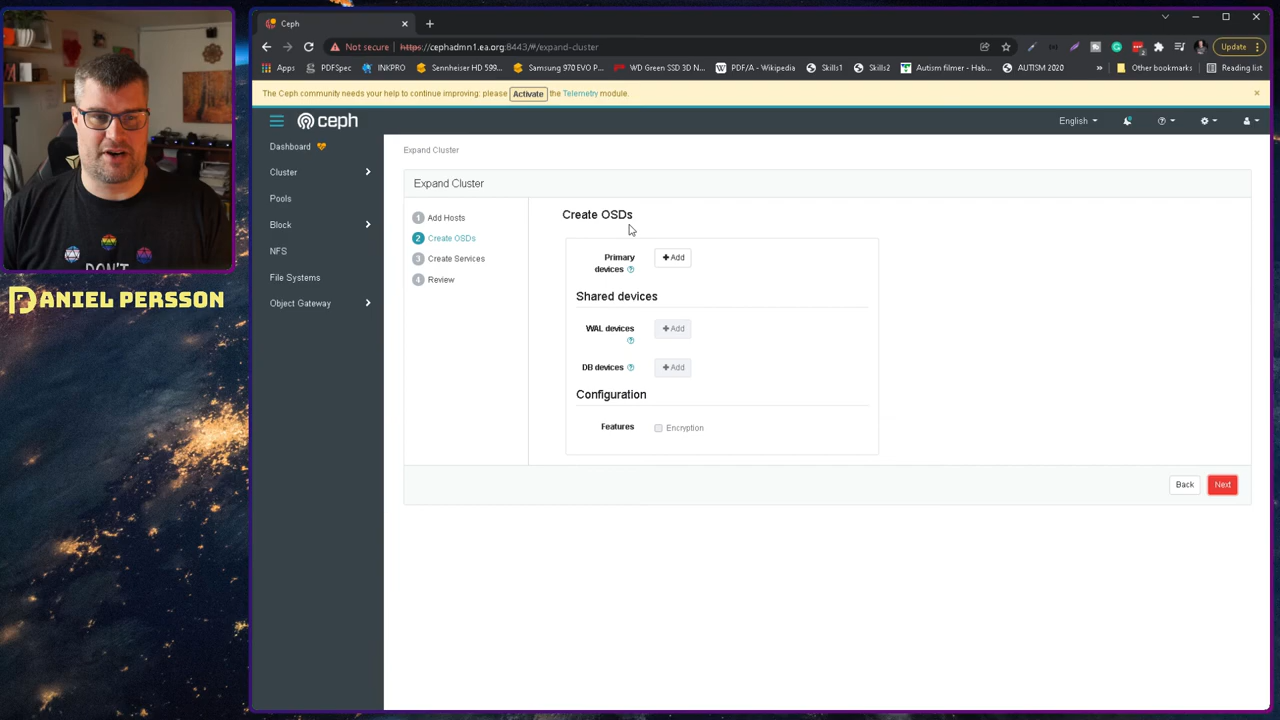 Ceph
Not secure https://cephadmn1.ea.org:8443/#/expand-cluster
Update
Apps PDFSpec INKPRO Sennheiser HD 599... Samsung 970 EVO P... WD Green SSD 3D N... PDF/A - Wikipedia Skills1 Skills2 Autism filmer - Hab... AUTISM 2020 » Other bookmarks Reading list
The Ceph community needs your help to continue improving: please Activate the Telemetry module.
ceph
English
Dashboard
Cluster
Pools
Block
NFS
File Systems
Object Gateway
Expand Cluster
Expand Cluster
1 Add Hosts
2 Create OSDs
3 Create Services
4 Review
Create OSDs
Primary devices
Add
Shared devices
WAL devices
Add
DB devices
Add
Configuration
Features
Encryption
Back
Next
DON'T
DANIEL PERSSON